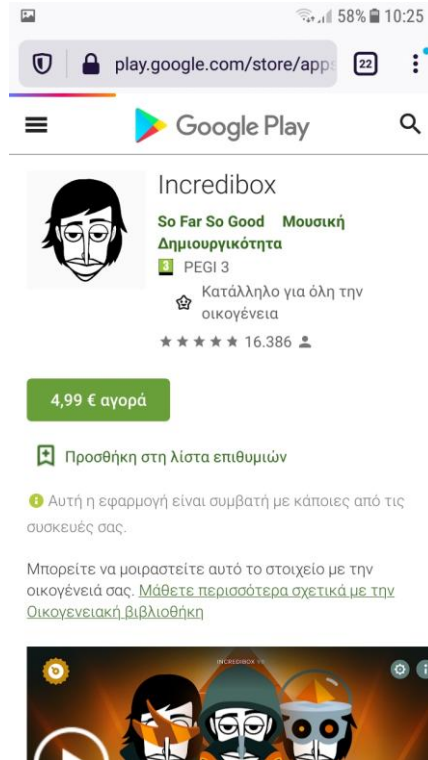 58% 10:25
play.google.com/store/apps
22
Google Play
Incredibox
So Far So Good Μουσική
Δημιουργικότητα
3 PEGI 3
Κατάλληλο για όλη την
οικογένεια
16.386
4,99 € αγορά
Προσθήκη στη λίστα επιθυμιών
Αυτή η εφαρμογή είναι συμβατή με κάποιες από τις
συσκευές σας.
Μπορείτε να μοιραστείτε αυτό το στοιχείο με την
οικογένειά σας. Μάθετε περισσότερα σχετικά με την
Οικογενειακή βιβλιοθήκη